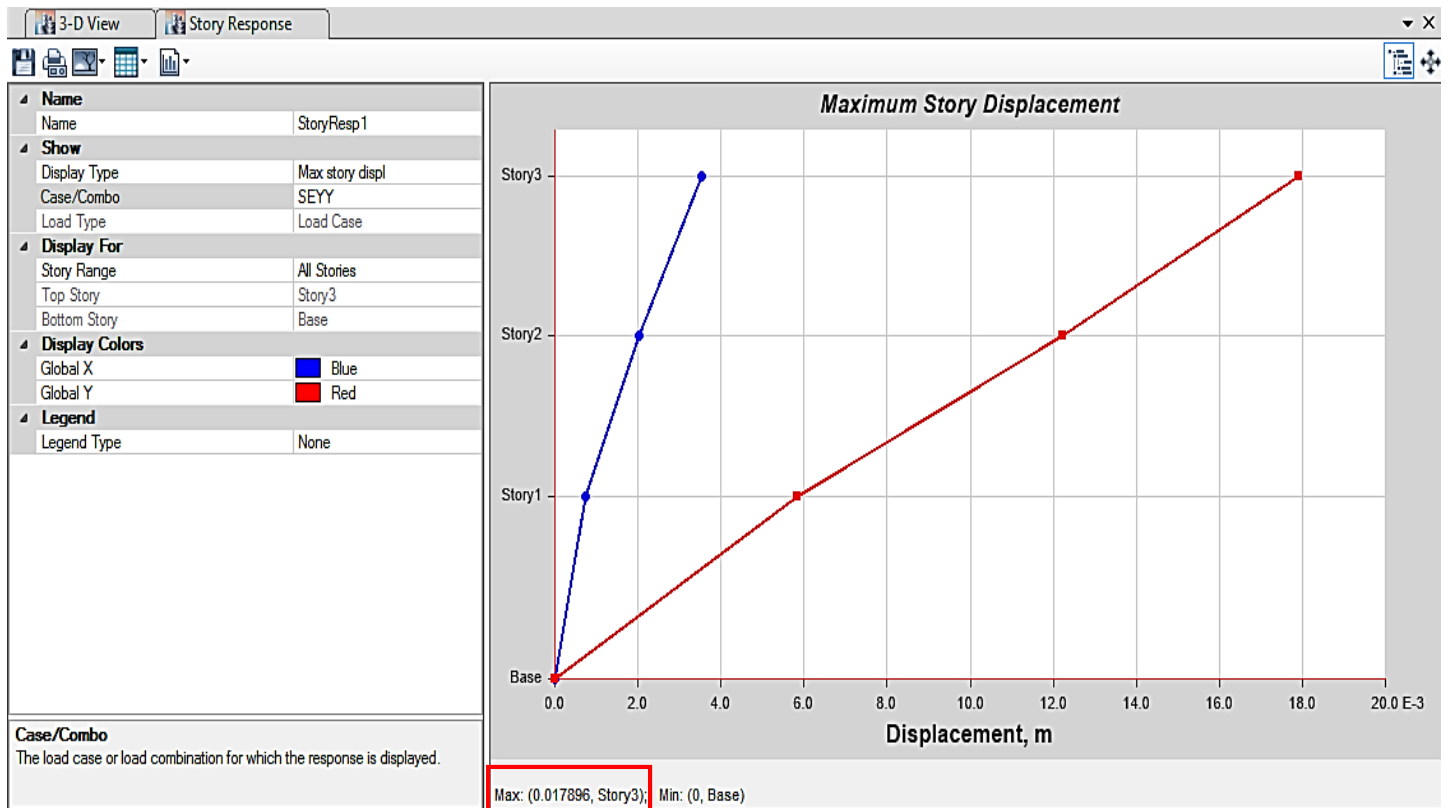 3-D View Story Response
Name
Name StoryResp1
Show
Display Type Max story displ
Case/Combo SEYY
Load Type Load Case
Display For
Story Range All Stories
Top Story Story3
Bottom Story Base
Display Colors
Global X Blue
Global Y Red
Legend
Legend Type None
Case/Combo
The load case or load combination for which the response is displayed.
Maximum Story Displacement
Story3
Story2
Story1
Base
0.0 2.0 4.0 6.0 8.0 10.0 12.0 14.0 16.0 18.0 20.0 E-3
Displacement, m
Max: (0.017896, Story3); Min: (0, Base)